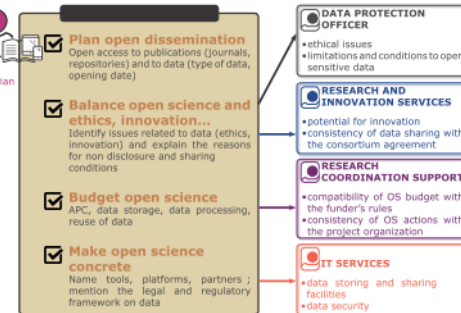 ian
Plan open dissemination
Open access to publications (journals,
repositories) and to data (type of data,
opening date)
Balance open science and
ethics, innovation...
Identify issues related to data (ethics,
innovation) and explain the reasons
for non disclosure and sharing
conditions
Budget open science
APC, data storage, data processing,
reuse of data
Make open science
concrete
Name tools, platforms, partners ;
mention the legal and regulatory
framework on data
DATA PROTECTION
OFFICER
•ethical issues
•limitations and conditions to open
sensitive data
RESEARCH AND
INNOVATION SERVICES
•potential for innovation
•consistency of data sharing with
the consortium agreement
RESEARCH
COORDINATION SUPPORT
•compatibility of OS budget with
the funder's rules
•consistency of OS actions with
the project organization
IT SERVICES
•data storing and sharing
facilities
•data security